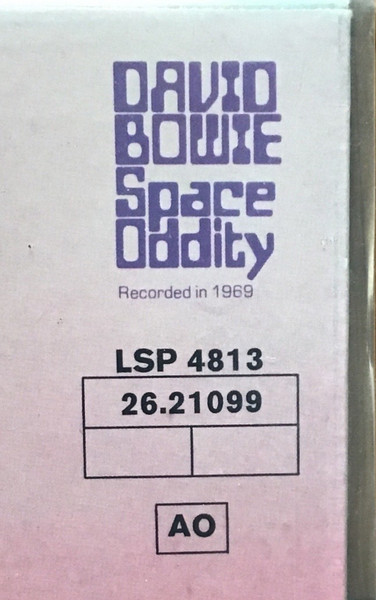 DAVID
BOWIE
Space
Oddity
Recorded in 1969
LSP 4813
26.21099
AO